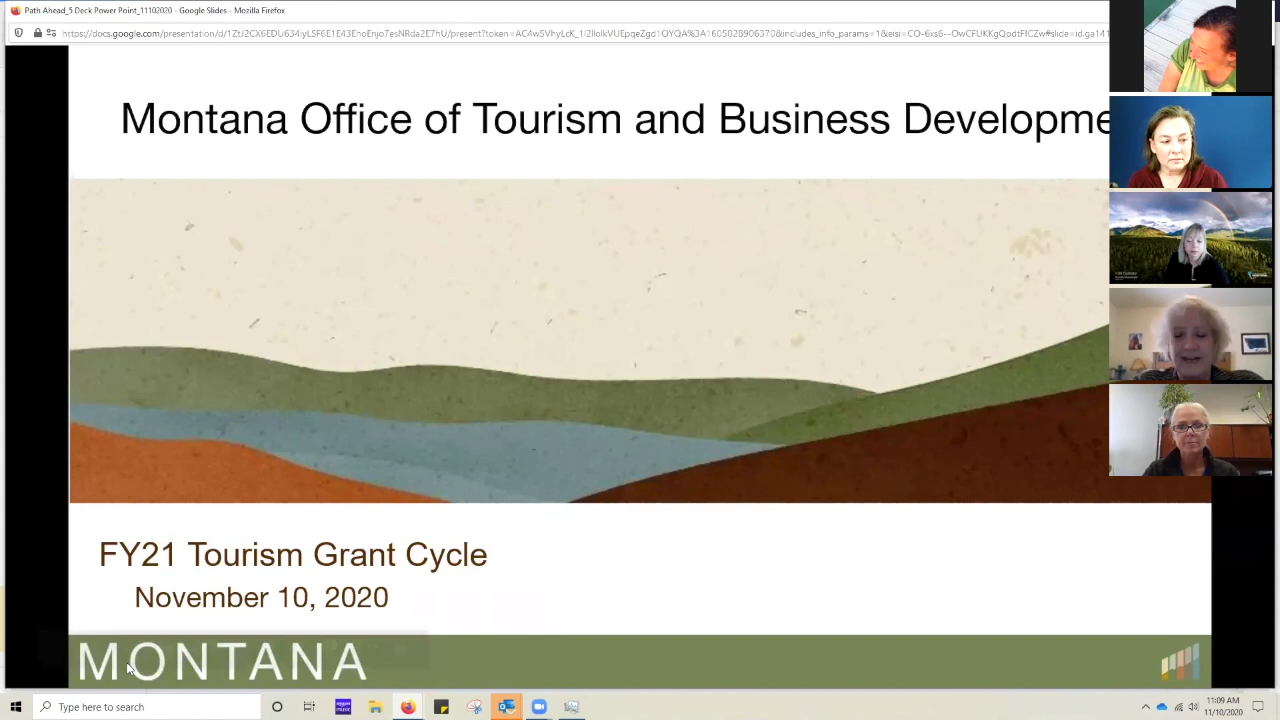 Path Ahead_5 Deck Power Point_11102020 - Google Slides - Mozilla Firefox
Montana Office of Tourism and Business Developme
FY21 Tourism Grant Cycle
November 10, 2020
MONTANA
Type here to search
11:09 AM
11/10/2020